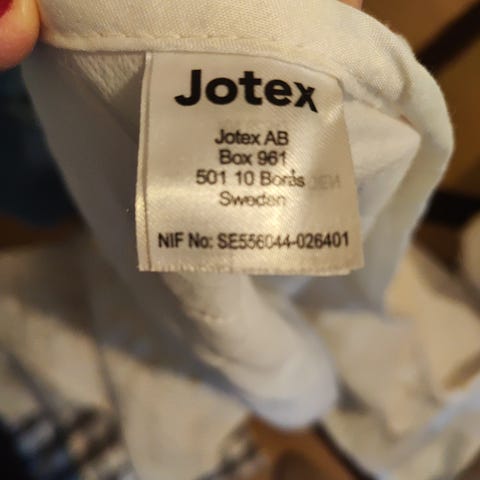 Jotex
Jotex AB
Box 961
501 10 Borås
Sweden
NIF No: SE556044-026401